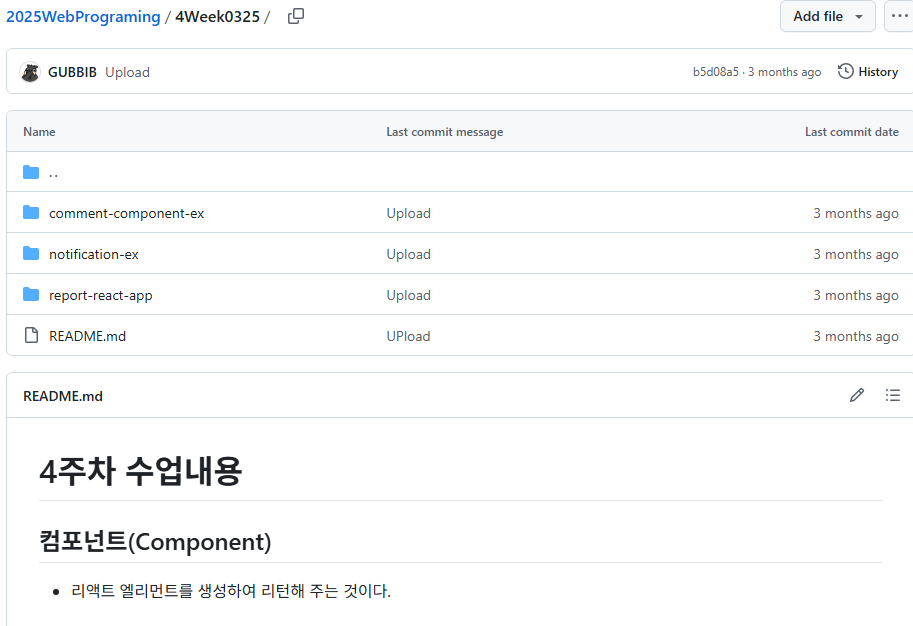 2025WebPrograming / 4Week0325 /
Add file
GUBBIB Upload b5d08a5 · 3 months ago History
Name Last commit message Last commit date
..
comment-component-ex Upload 3 months ago
notification-ex Upload 3 months ago
report-react-app Upload 3 months ago
README.md UPload 3 months ago
README.md
4주차 수업내용
컴포넌트(Component)
• 리액트 엘리먼트를 생성하여 리턴해 주는 것이다.